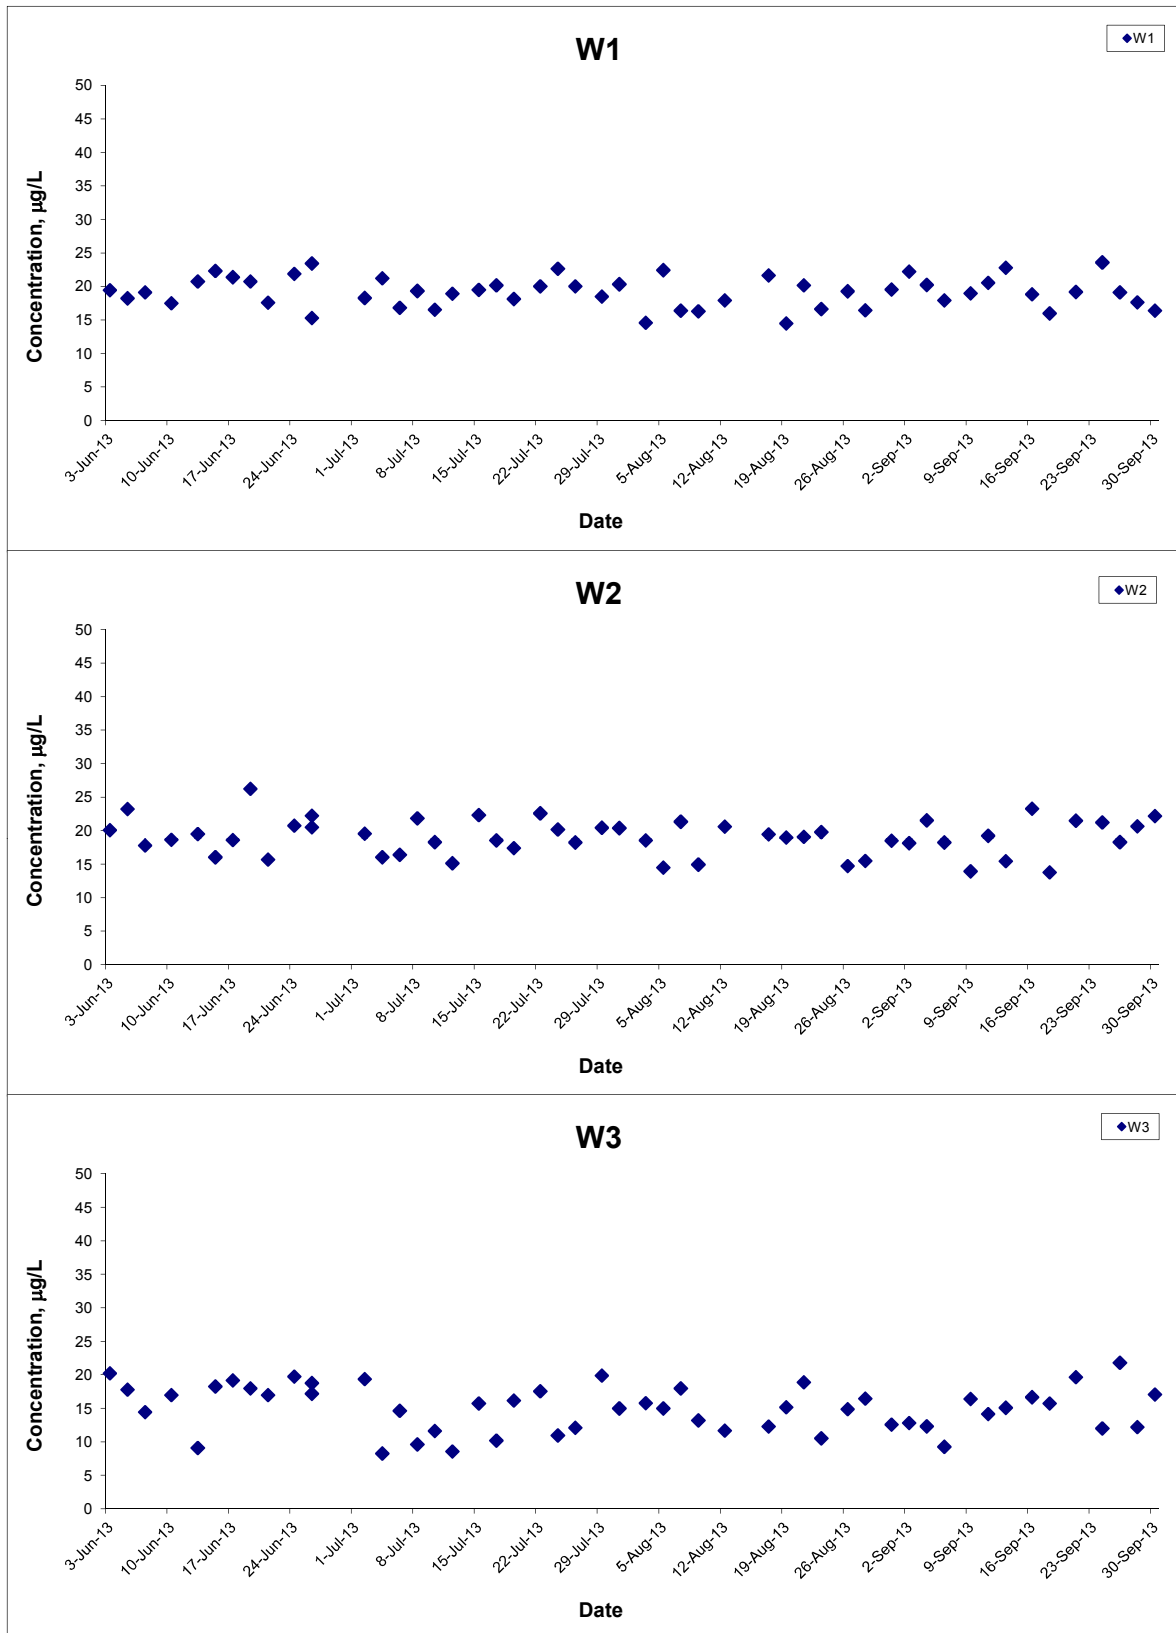 W1
W1
50
45
40
35
30
25
20
15
10
5
0
Concentration, µg/L
3-Jun-13
10-Jun-13
17-Jun-13
24-Jun-13
1-Jul-13
8-Jul-13
15-Jul-13
22-Jul-13
29-Jul-13
5-Aug-13
12-Aug-13
19-Aug-13
26-Aug-13
2-Sep-13
9-Sep-13
16-Sep-13
23-Sep-13
30-Sep-13
Date
W2
W2
50
45
40
35
30
25
20
15
10
5
0
Concentration, µg/L
3-Jun-13
10-Jun-13
17-Jun-13
24-Jun-13
1-Jul-13
8-Jul-13
15-Jul-13
22-Jul-13
29-Jul-13
5-Aug-13
12-Aug-13
19-Aug-13
26-Aug-13
2-Sep-13
9-Sep-13
16-Sep-13
23-Sep-13
30-Sep-13
Date
W3
W3
50
45
40
35
30
25
20
15
10
5
0
Concentration, µg/L
3-Jun-13
10-Jun-13
17-Jun-13
24-Jun-13
1-Jul-13
8-Jul-13
15-Jul-13
22-Jul-13
29-Jul-13
5-Aug-13
12-Aug-13
19-Aug-13
26-Aug-13
2-Sep-13
9-Sep-13
16-Sep-13
23-Sep-13
30-Sep-13
Date